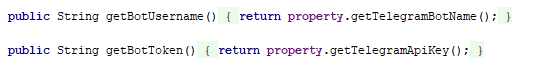 public String getBotUsername() { return property.getTelegramBotName(); }
public String getBotToken() { return property.getTelegramApiKey(); }